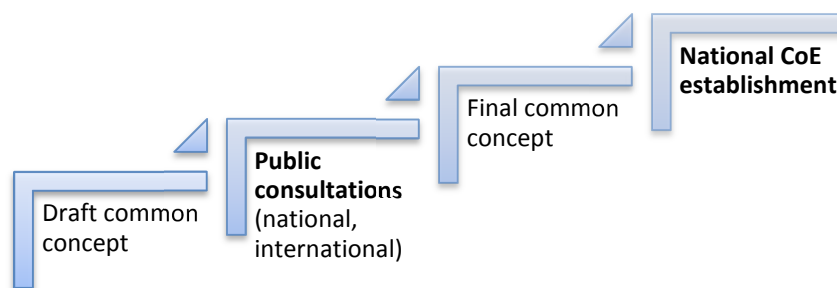 Draft common
concept
Public
consultations
(national,
international)
Final common
concept
National CoE
establishment